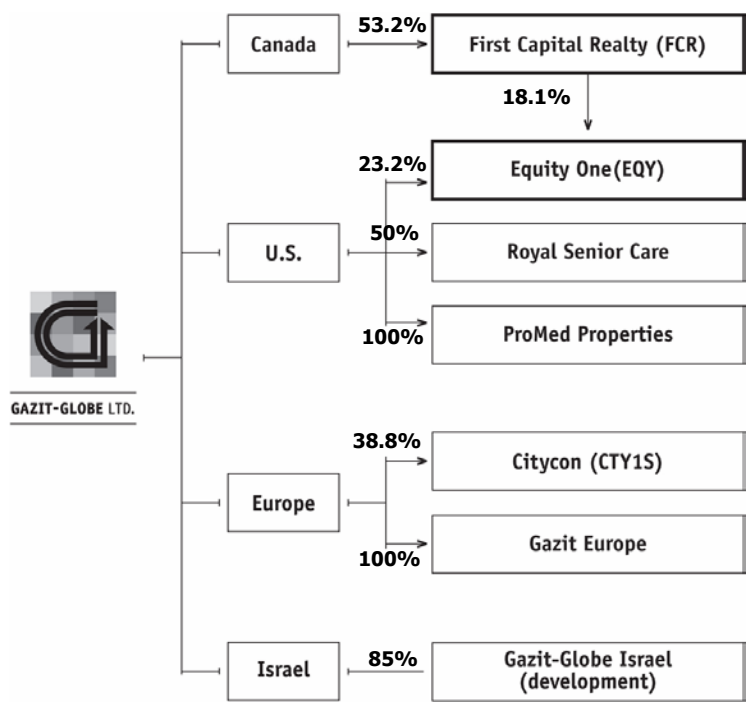 53.2%
Canada
First Capital Realty (FCR)
18.1%
23.2%
Equity One(EQY)
50%
U.S.
Royal Senior Care
100%
ProMed Properties
GAZIT-GLOBE LTD.
38.8%
Citycon (CTY1S)
Europe
100%
Gazit Europe
Israel
85%
Gazit-Globe Israel
(development)